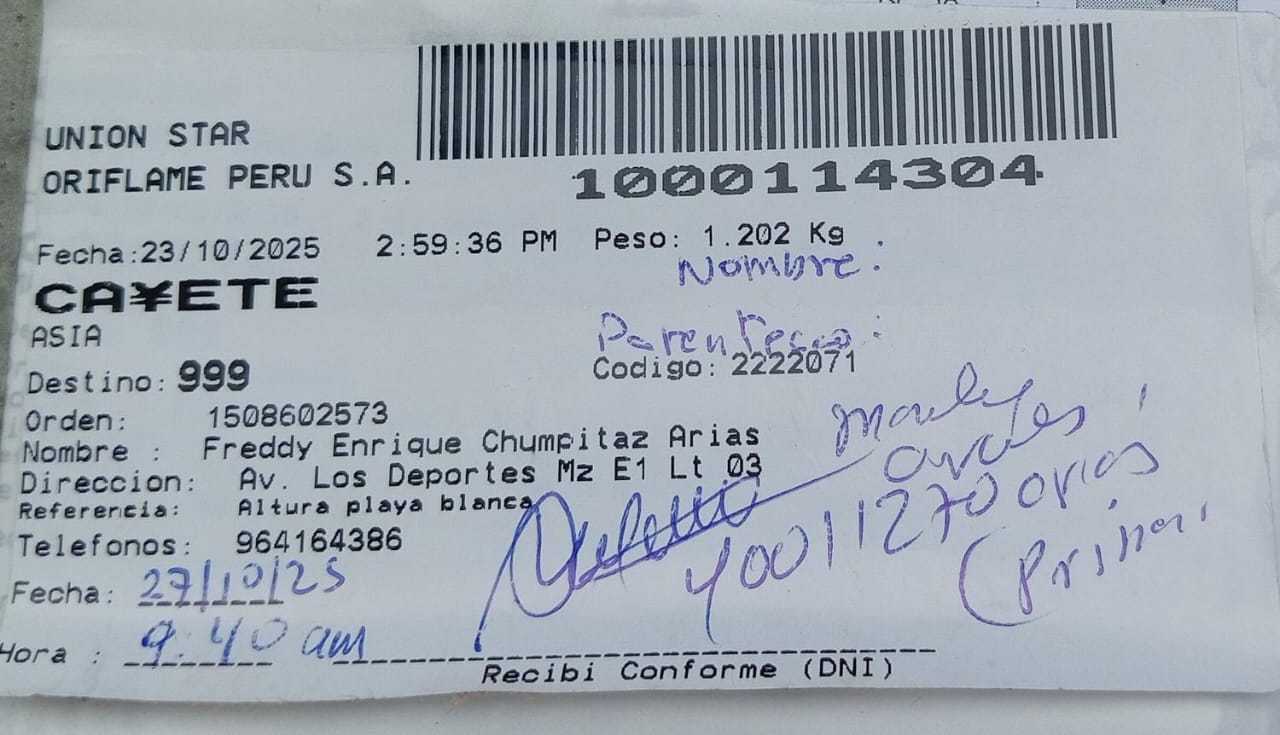 UNION STAR
ORIFLAME PERU S.A.
1000114304
Fecha:23/10/2025 2:59:36 PM Peso: 1.202 Kg
Nombre:
CA¥ETE
ASIA
Parentesco:
Codigo: 2222071
Destino: 999
Orden: 1508602573
Nombre : Freddy Enrique Chumpitaz Arias
Direccion: Av. Los Deportes Mz E1 Lt 03
Referencia: Altura playa blanca
Telefonos: 964164386
40011270 arias
Fecha: 27/10/25
Hora : 9:40 am
Recibi Conforme (DNI)